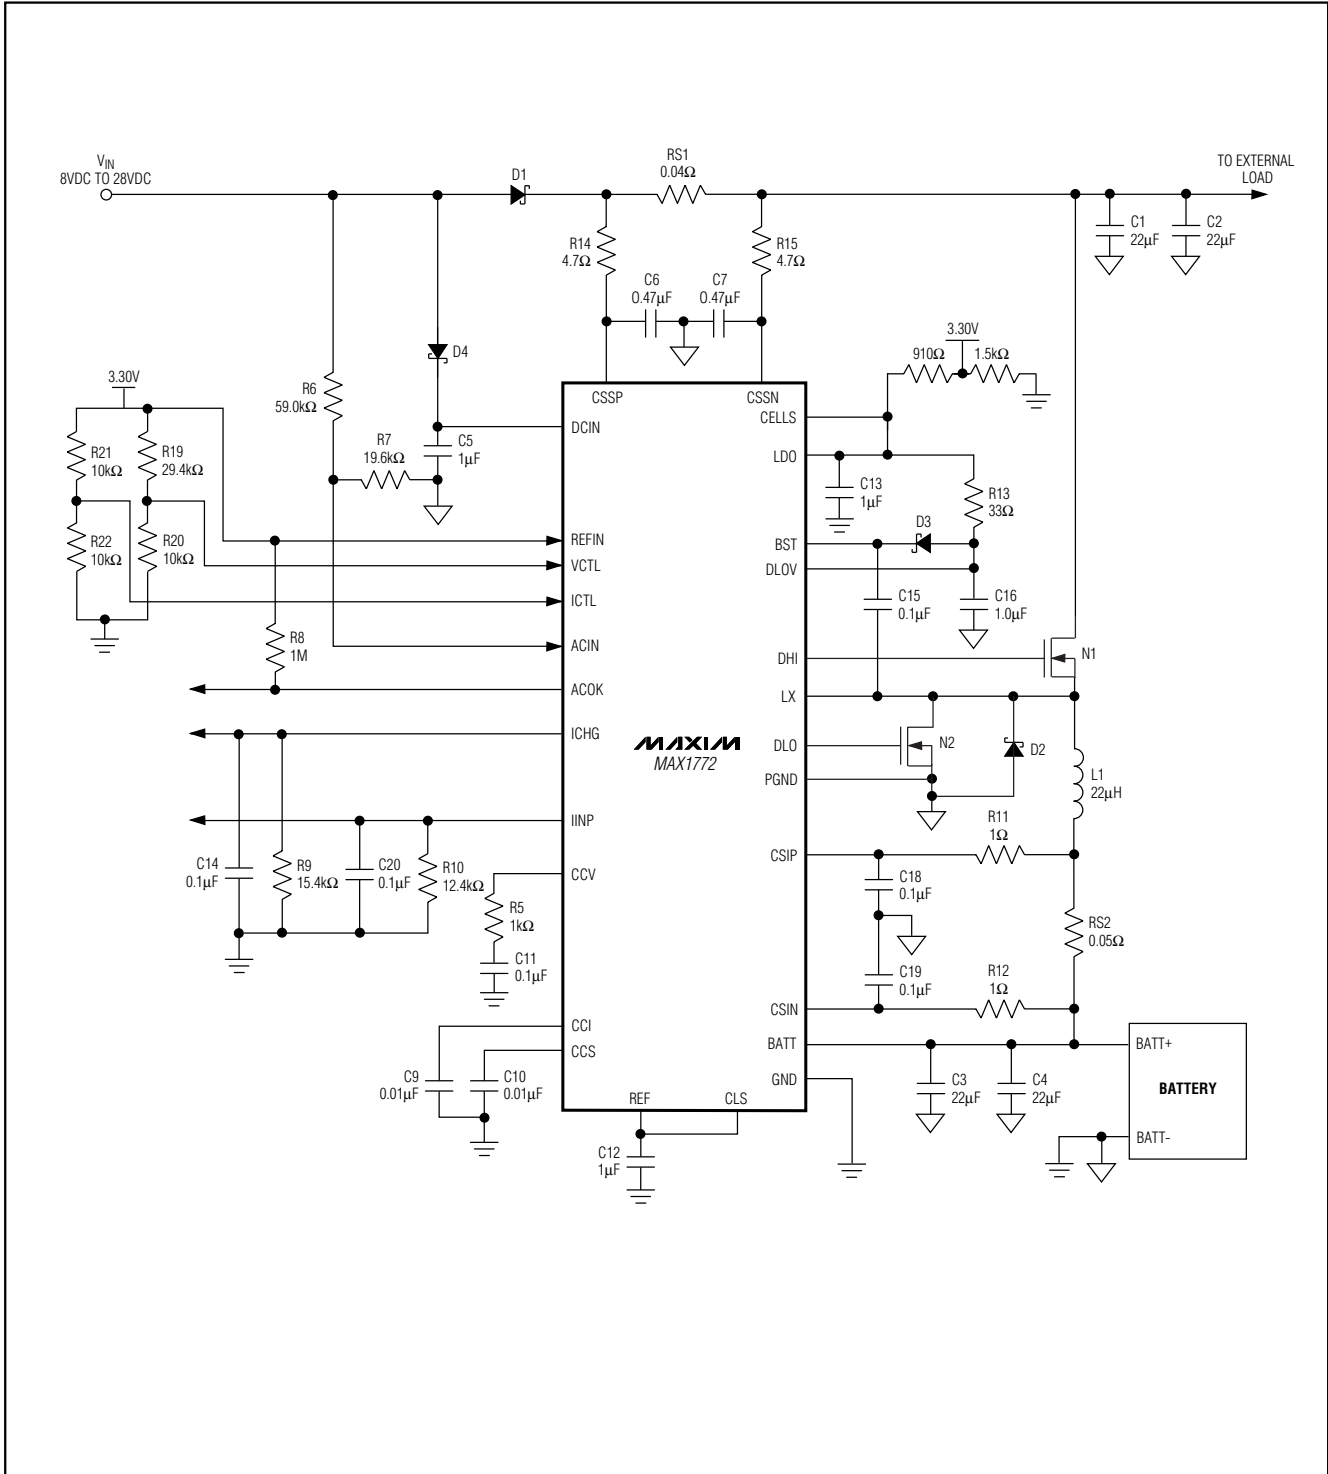 VIN
8VDC TO 28VDC
D1
RS1
0.04Ω
TO EXTERNAL
LOAD
R14
4.7Ω
R15
4.7Ω
C1
22µF
C2
22µF
C6
0.47µF
C7
0.47µF
D4
3.30V
910Ω
1.5kΩ
3.30V
R6
59.0kΩ
CSSP
CSSN
CELLS
DCIN
R21
10kΩ
R19
29.4kΩ
R7
19.6kΩ
C5
1µF
LDO
C13
1µF
R13
33Ω
D3
R22
10kΩ
R20
10kΩ
REFIN
BST
VCTL
DLOV
ICTL
C15
0.1µF
C16
1.0µF
R8
1M
ACIN
DHI
N1
ACOK
LX
ICHG
MAXIM
MAX1772
DLO
N2
D2
PGND
L1
22µH
IINP
R11
1Ω
C14
0.1µF
R9
15.4kΩ
C20
0.1µF
R10
12.4kΩ
CCV
CSIP
C18
0.1µF
R5
1kΩ
RS2
0.05Ω
C11
0.1µF
C19
0.1µF
R12
1Ω
CSIN
CCI
CCS
BATT
BATT+
C9
0.01µF
C10
0.01µF
GND
C3
22µF
C4
22µF
BATTERY
REF
CLS
BATT-
C12
1µF